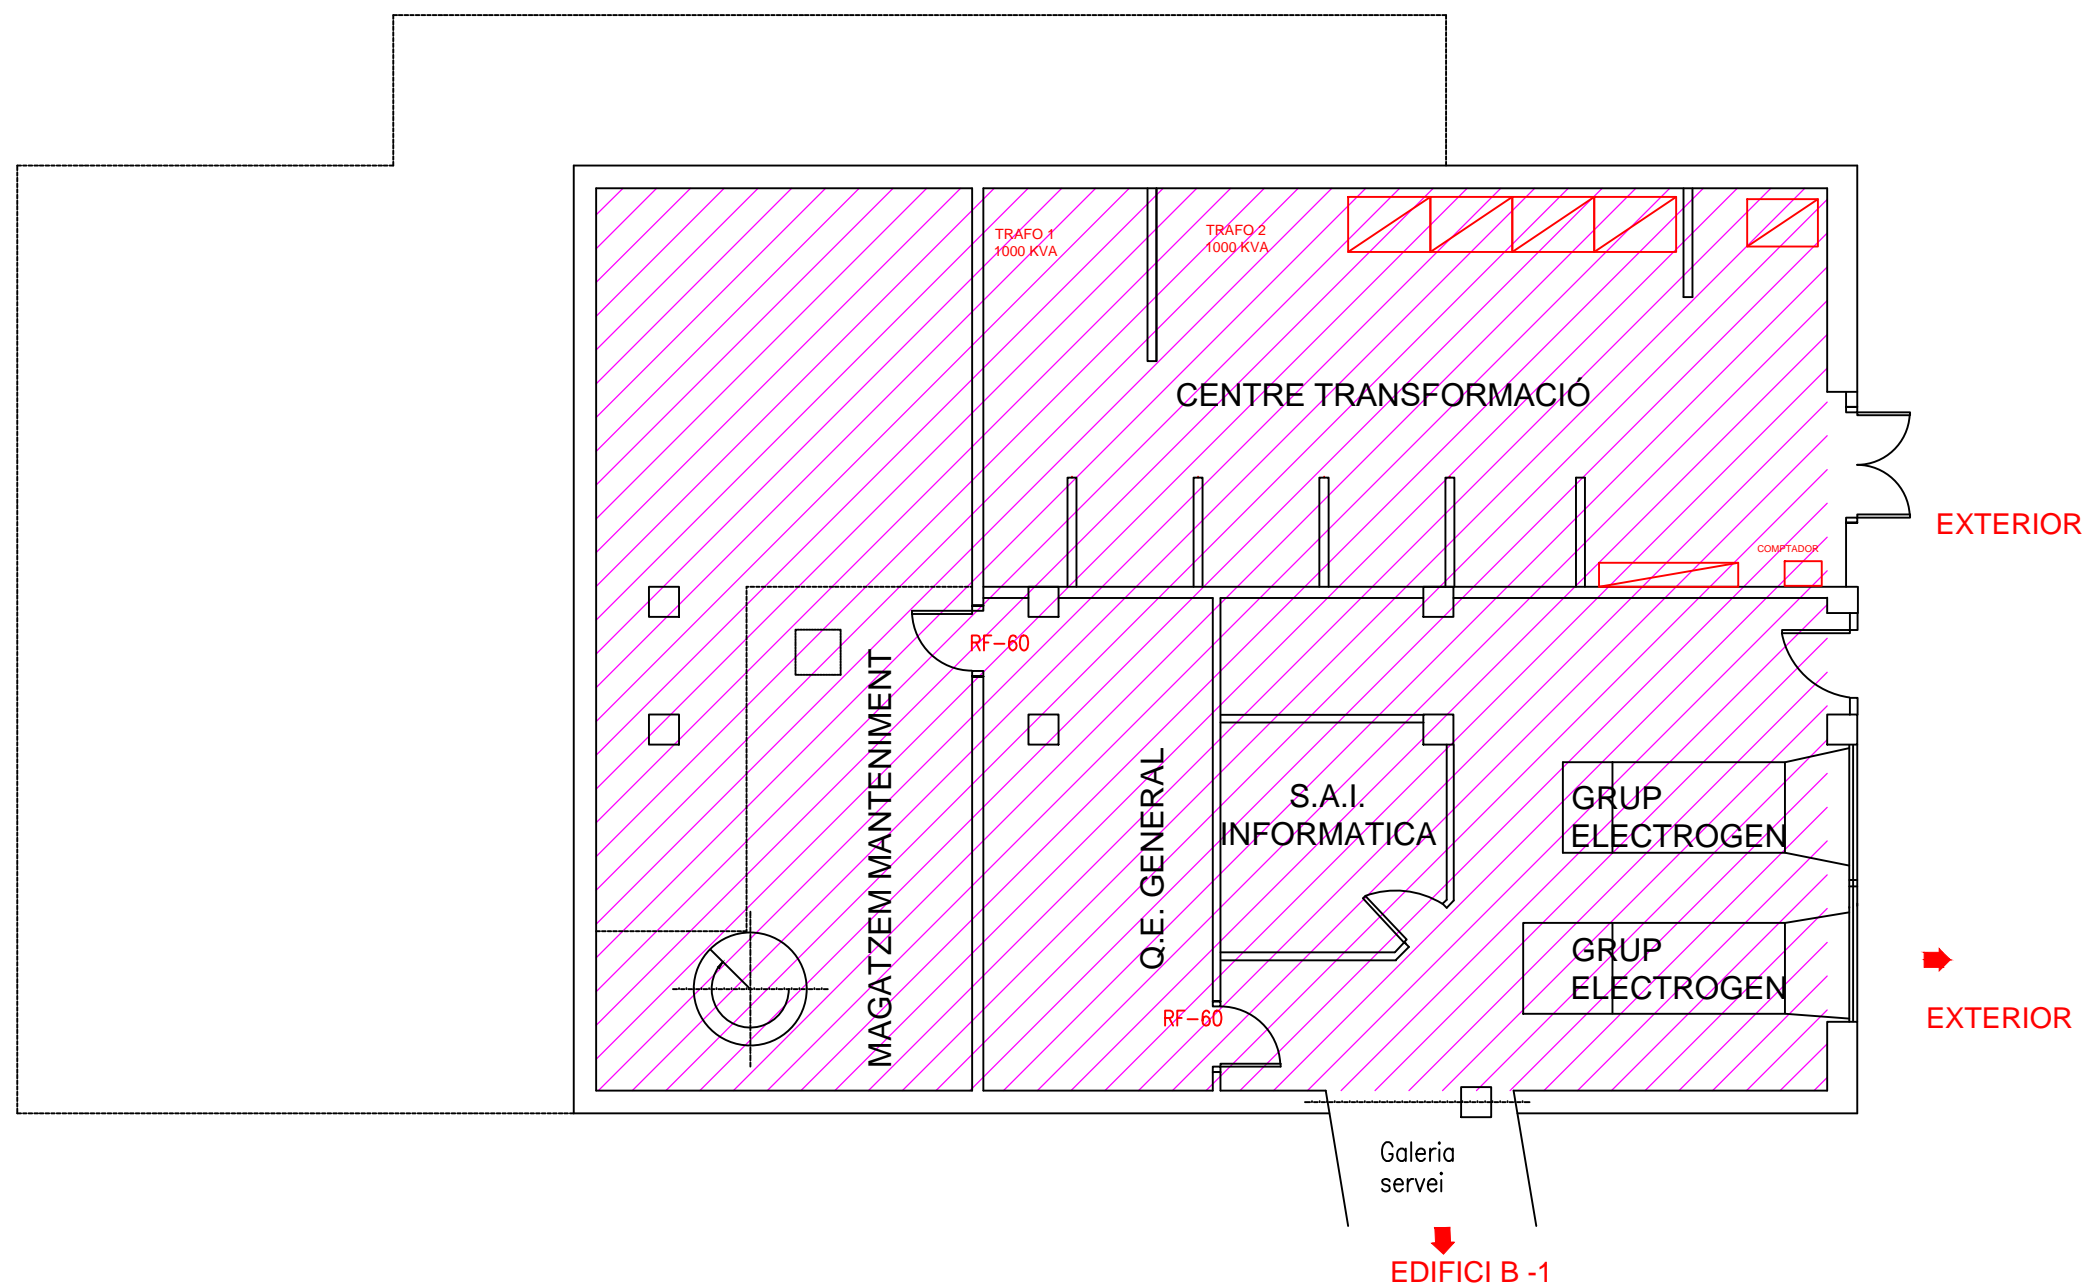 TRAFO 1
1000 KVA
TRAFO 2
1000 KVA
CENTRE TRANSFORMACIÓ
EXTERIOR
COMPTADOR
RF-60
MAGATZEM MANTENIMENT
Q.E. GENERAL
S.A.I.
INFORMATICA
GRUP
ELECTROGEN
GRUP
ELECTROGEN
RF-60
EXTERIOR
Galeria
servei
EDIFICI B -1